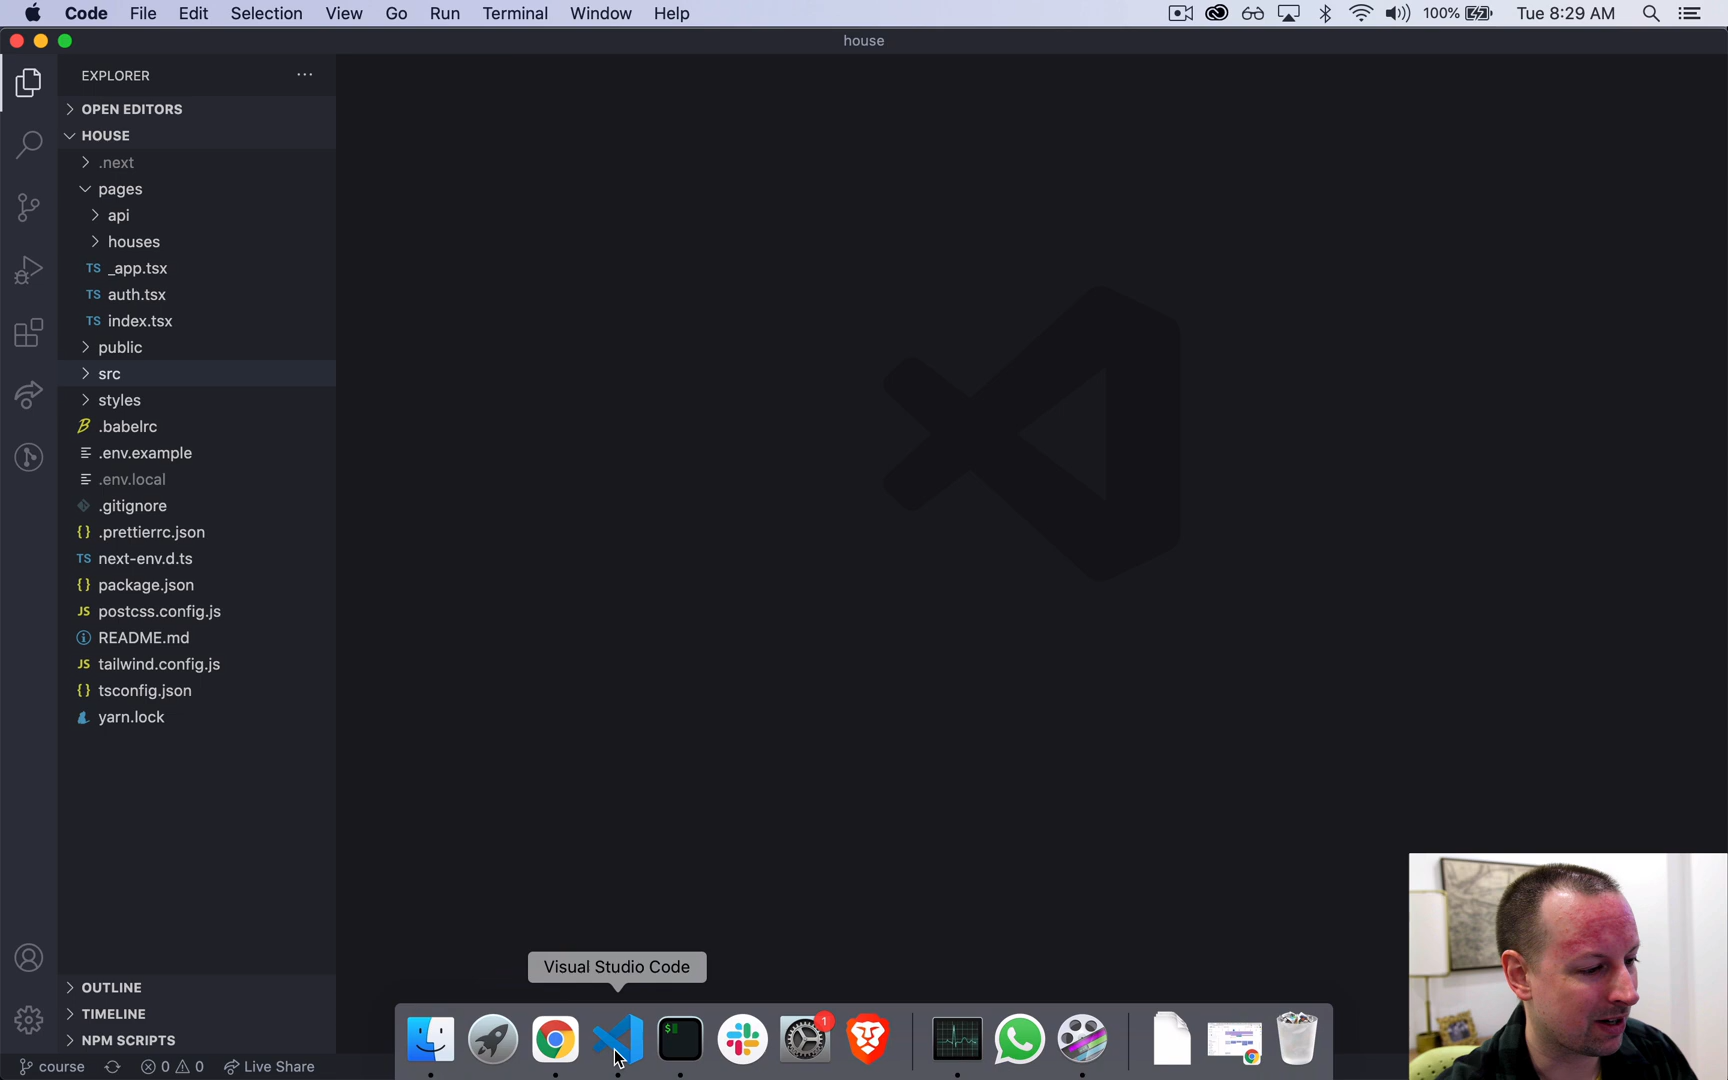 Code File Edit Selection View Go Run Terminal Window Help 100% Tue 8:29 AM
house
EXPLORER
OPEN EDITORS
HOUSE
.next
pages
api
houses
TS _app.tsx
TS auth.tsx
TS index.tsx
public
src
styles
.babelrc
.env.example
.env.local
.gitignore
{} .prettierrc.json
TS next-env.d.ts
{} package.json
JS postcss.config.js
README.md
JS tailwind.config.js
{} tsconfig.json
yarn.lock
Visual Studio Code
OUTLINE
TIMELINE
NPM SCRIPTS
$
1
course 0 0 Live Share